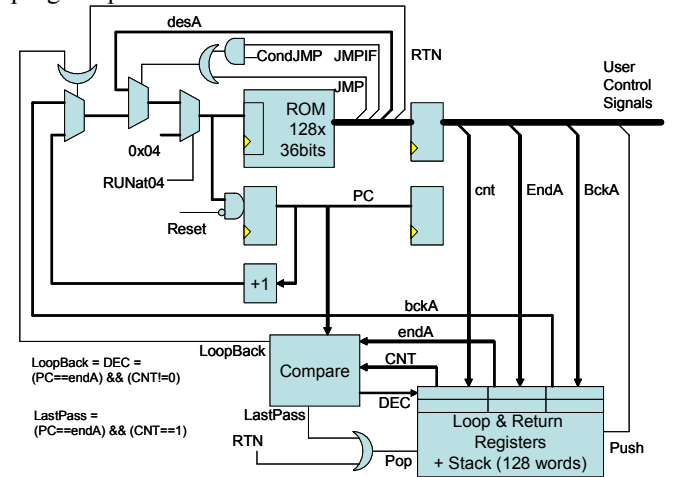 desA
CondJMP
JMPIF
RTN
JMP
User
Control
Signals
ROM
128x
36bits
0x04
RUNat04
cnt
EndA
BckA
PC
Reset
+1
bckA
endA
LoopBack
CNT
Compare
LoopBack = DEC =
(PC==endA) && (CNT!=0)
DEC
LastPass
LastPass =
(PC==endA) && (CNT==1)
Loop & Return
Registers
+ Stack (128 words)
RTN
Pop
Push